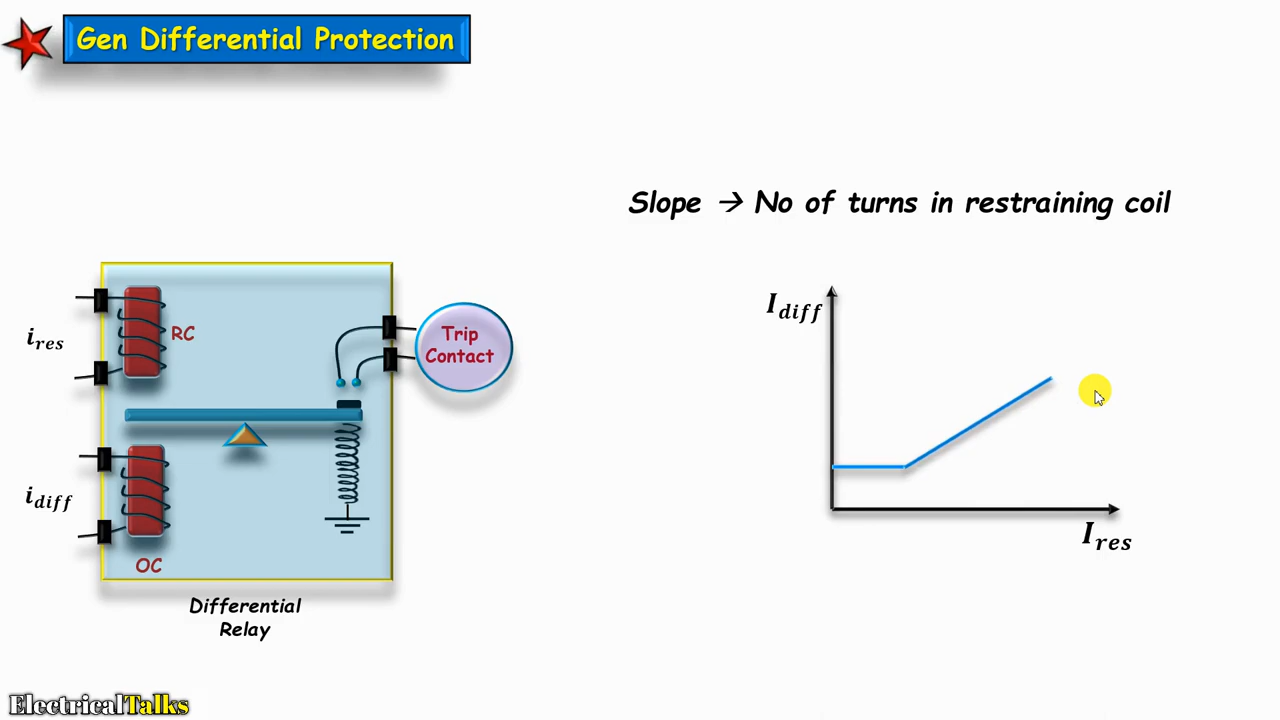 Gen Differential Protection
Slope → No of turns in restraining coil
i_res
RC
Trip
Contact
I_diff
i_diff
OC
I_res
Differential
Relay
ElectricalTalks